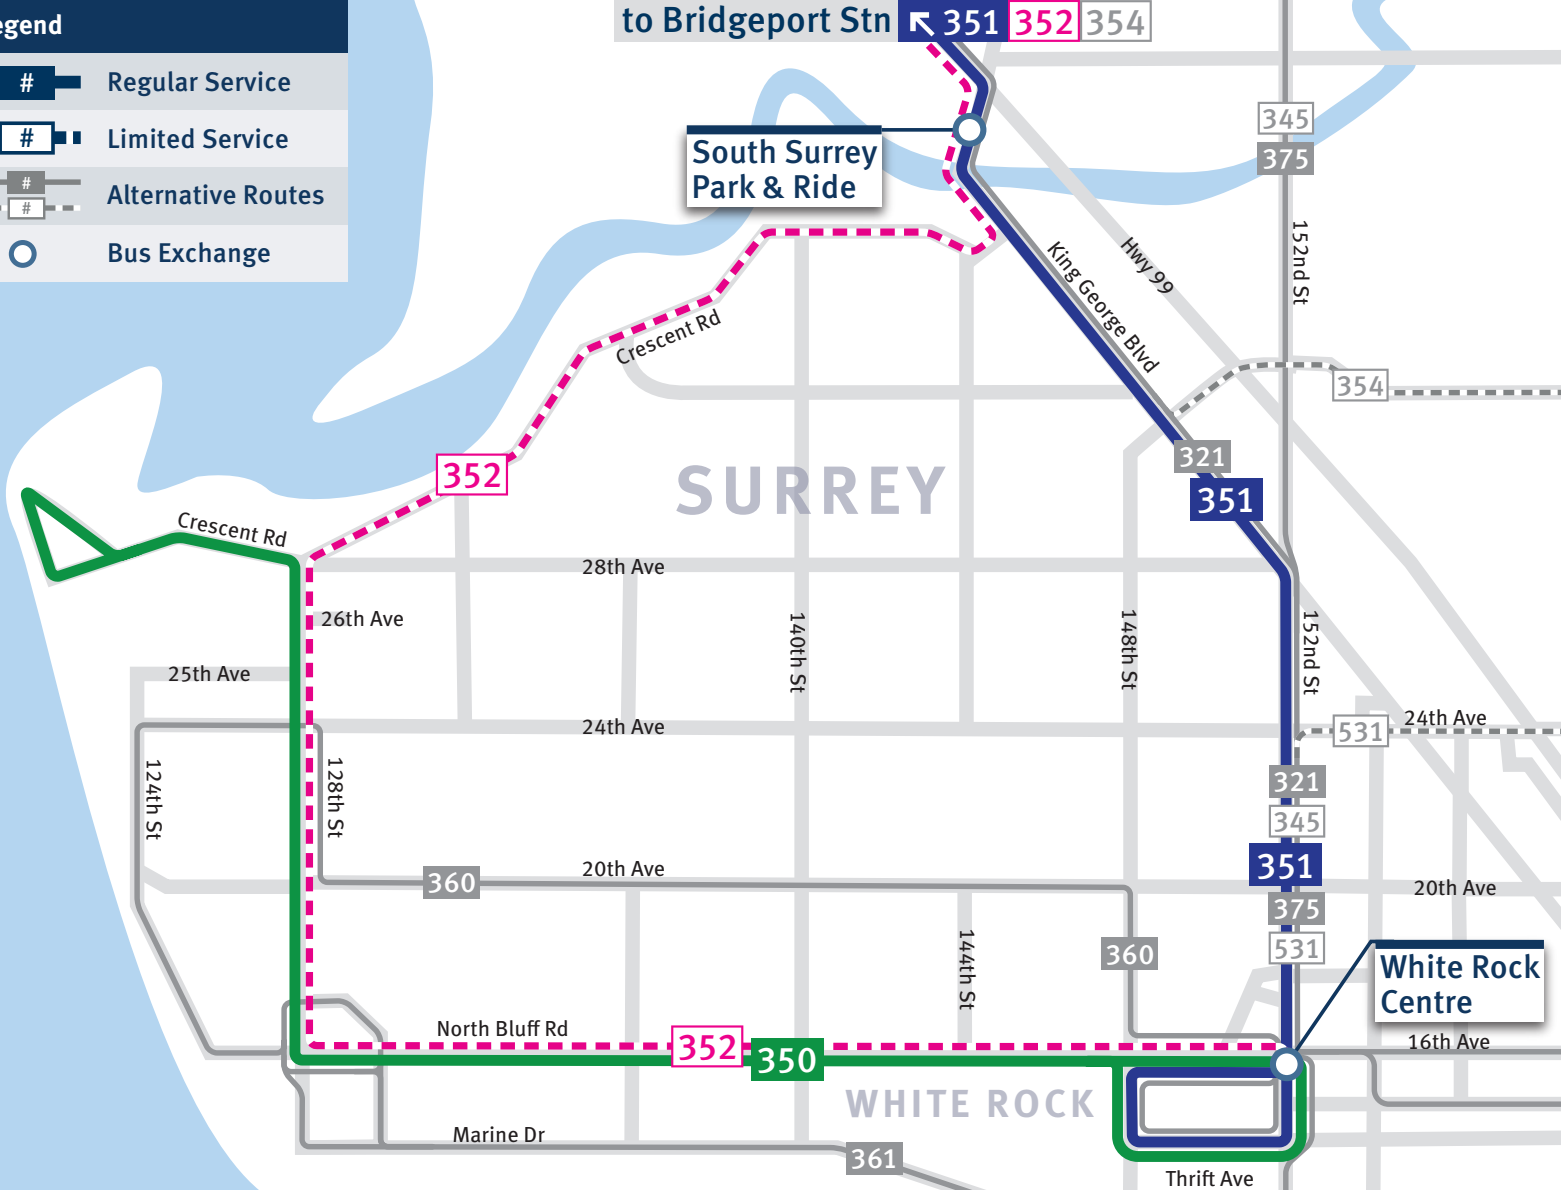 to Bridgeport Stn 351 352 354
egend
# Regular Service
# Limited Service
#
# Alternative Routes
Bus Exchange
345
375
South Surrey
Park & Ride
152nd St
Hwy 99
King George Blvd
Crescent Rd
354
321
351
352
SURREY
Crescent Rd
28th Ave
26th Ave
140th St
148th St
152nd St
25th Ave
24th Ave
531
24th Ave
124th St
128th St
321
345
351
375
531
20th Ave
360
20th Ave
144th St
360
White Rock
Centre
16th Ave
North Bluff Rd
352
350
WHITE ROCK
Marine Dr
361
Thrift Ave